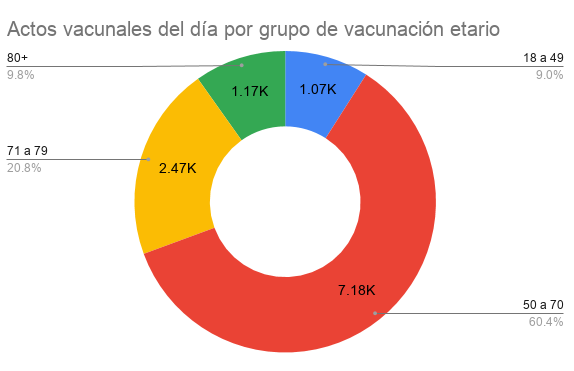 Actos vacunales del día por grupo de vacunación etario
80+
9.8%
18 a 49
9.0%
1.17K
1.07K
71 a 79
20.8%
2.47K
7.18K
50 a 70
60.4%